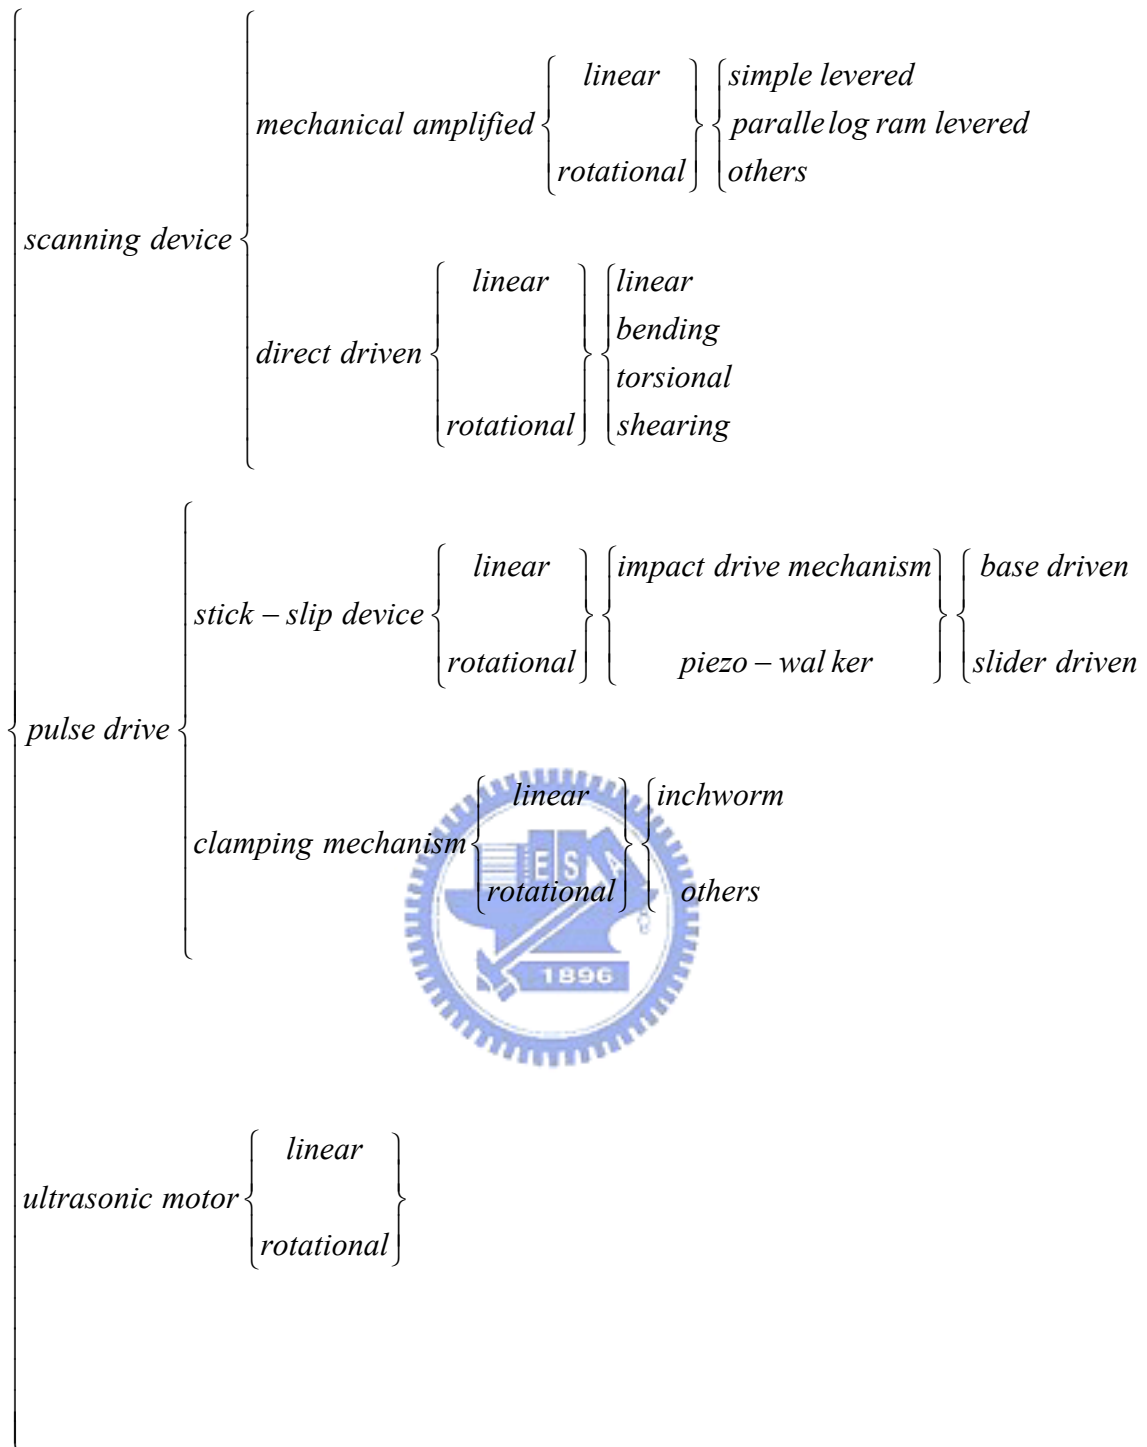 linear
mechanical amplified
rotational
simple levered
paralle log ram levered
others
scanning device
linear
direct driven
rotational
linear
bending
torsional
shearing
linear
stick – slip device
rotational
impact drive mechanism
piezo – wal ker
base driven
slider driven
pulse drive
linear
clamping mechanism
rotational
inchworm
others
E S A
1896
linear
ultrasonic motor
rotational